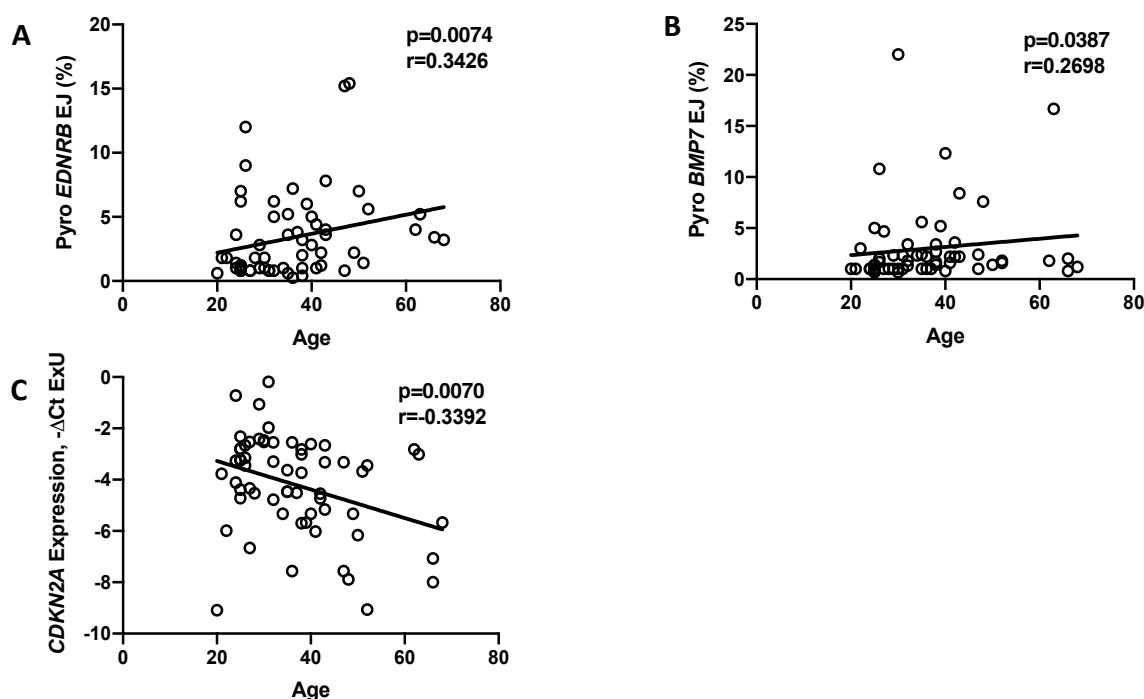 A
Pyro EDNRB EJ (%)
20
15
10
5
0
p=0.0074
r=0.3426
0
20
40
60
80
Age
B
Pyro BMP7 EJ (%)
25
20
15
10
5
0
p=0.0387
r=0.2698
0
20
40
60
80
Age
C
CDKN2A Expression, -ΔCt ExU
0
-2
-4
-6
-8
-10
p=0.0070
r=-0.3392
0
20
40
60
80
Age